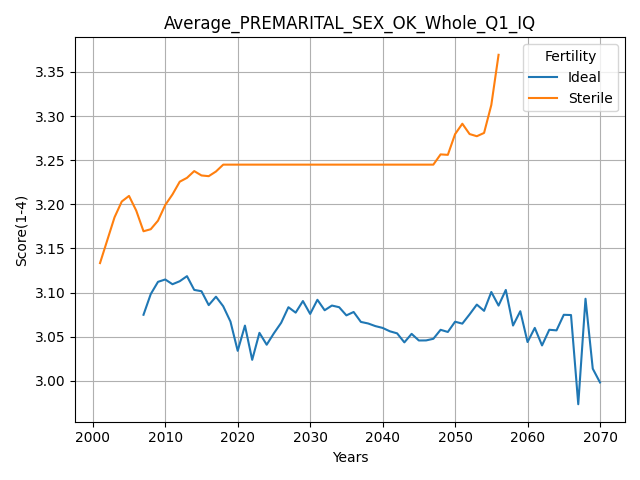 Average_PREMARITAL_SEX_OK_Whole_Q1_IQ
Fertility
Ideal
Sterile
Score(1-4)
3.35
3.30
3.25
3.20
3.15
3.10
3.05
3.00
2000 2010 2020 2030 2040 2050 2060 2070
Years